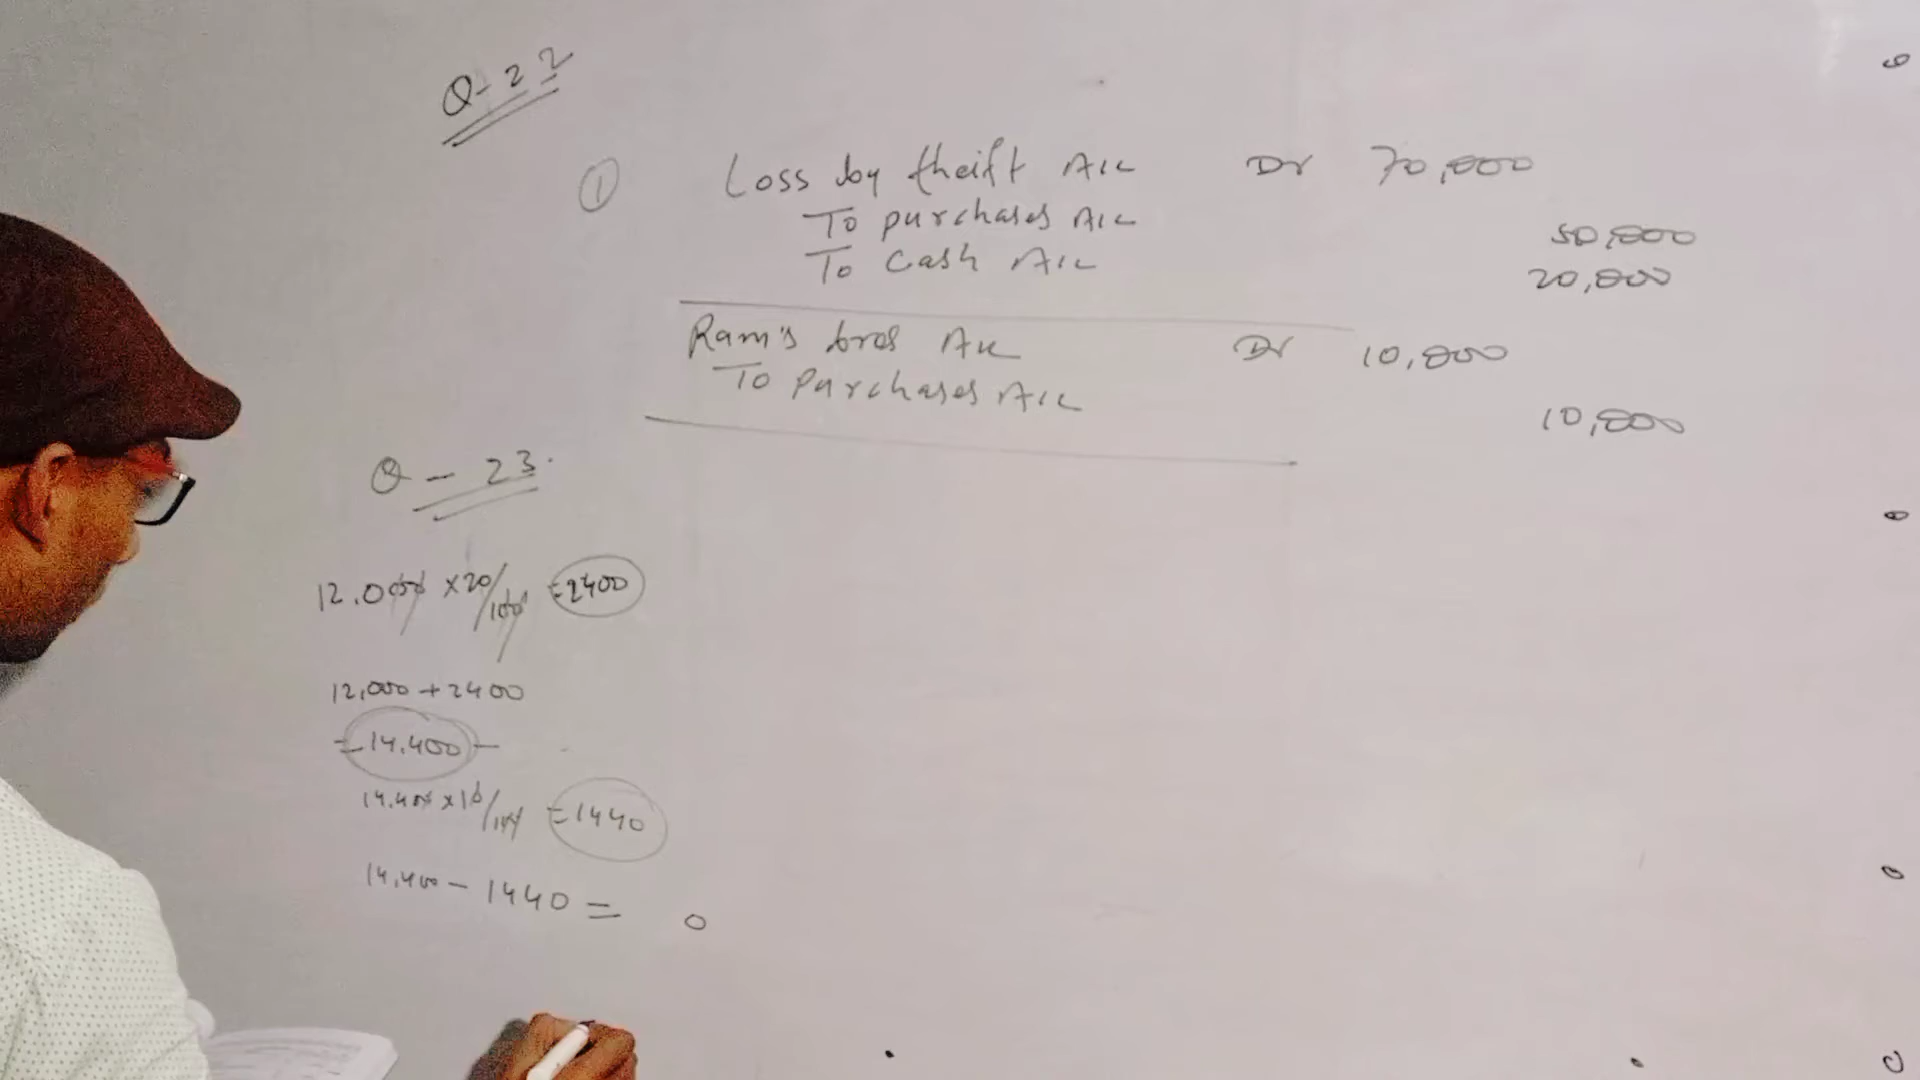 Q-22
① Loss by theift A/c Dr 70,000
To purchases A/c 50,000
To cash A/c 20,000
Ram's bros A/c Dr 10,000
To purchases A/c 10,000
Q-23.
12.000 x20/100 =2400
12,000+2400
=14.400
14.400 x10/100 =1440
14,400-1440= 0